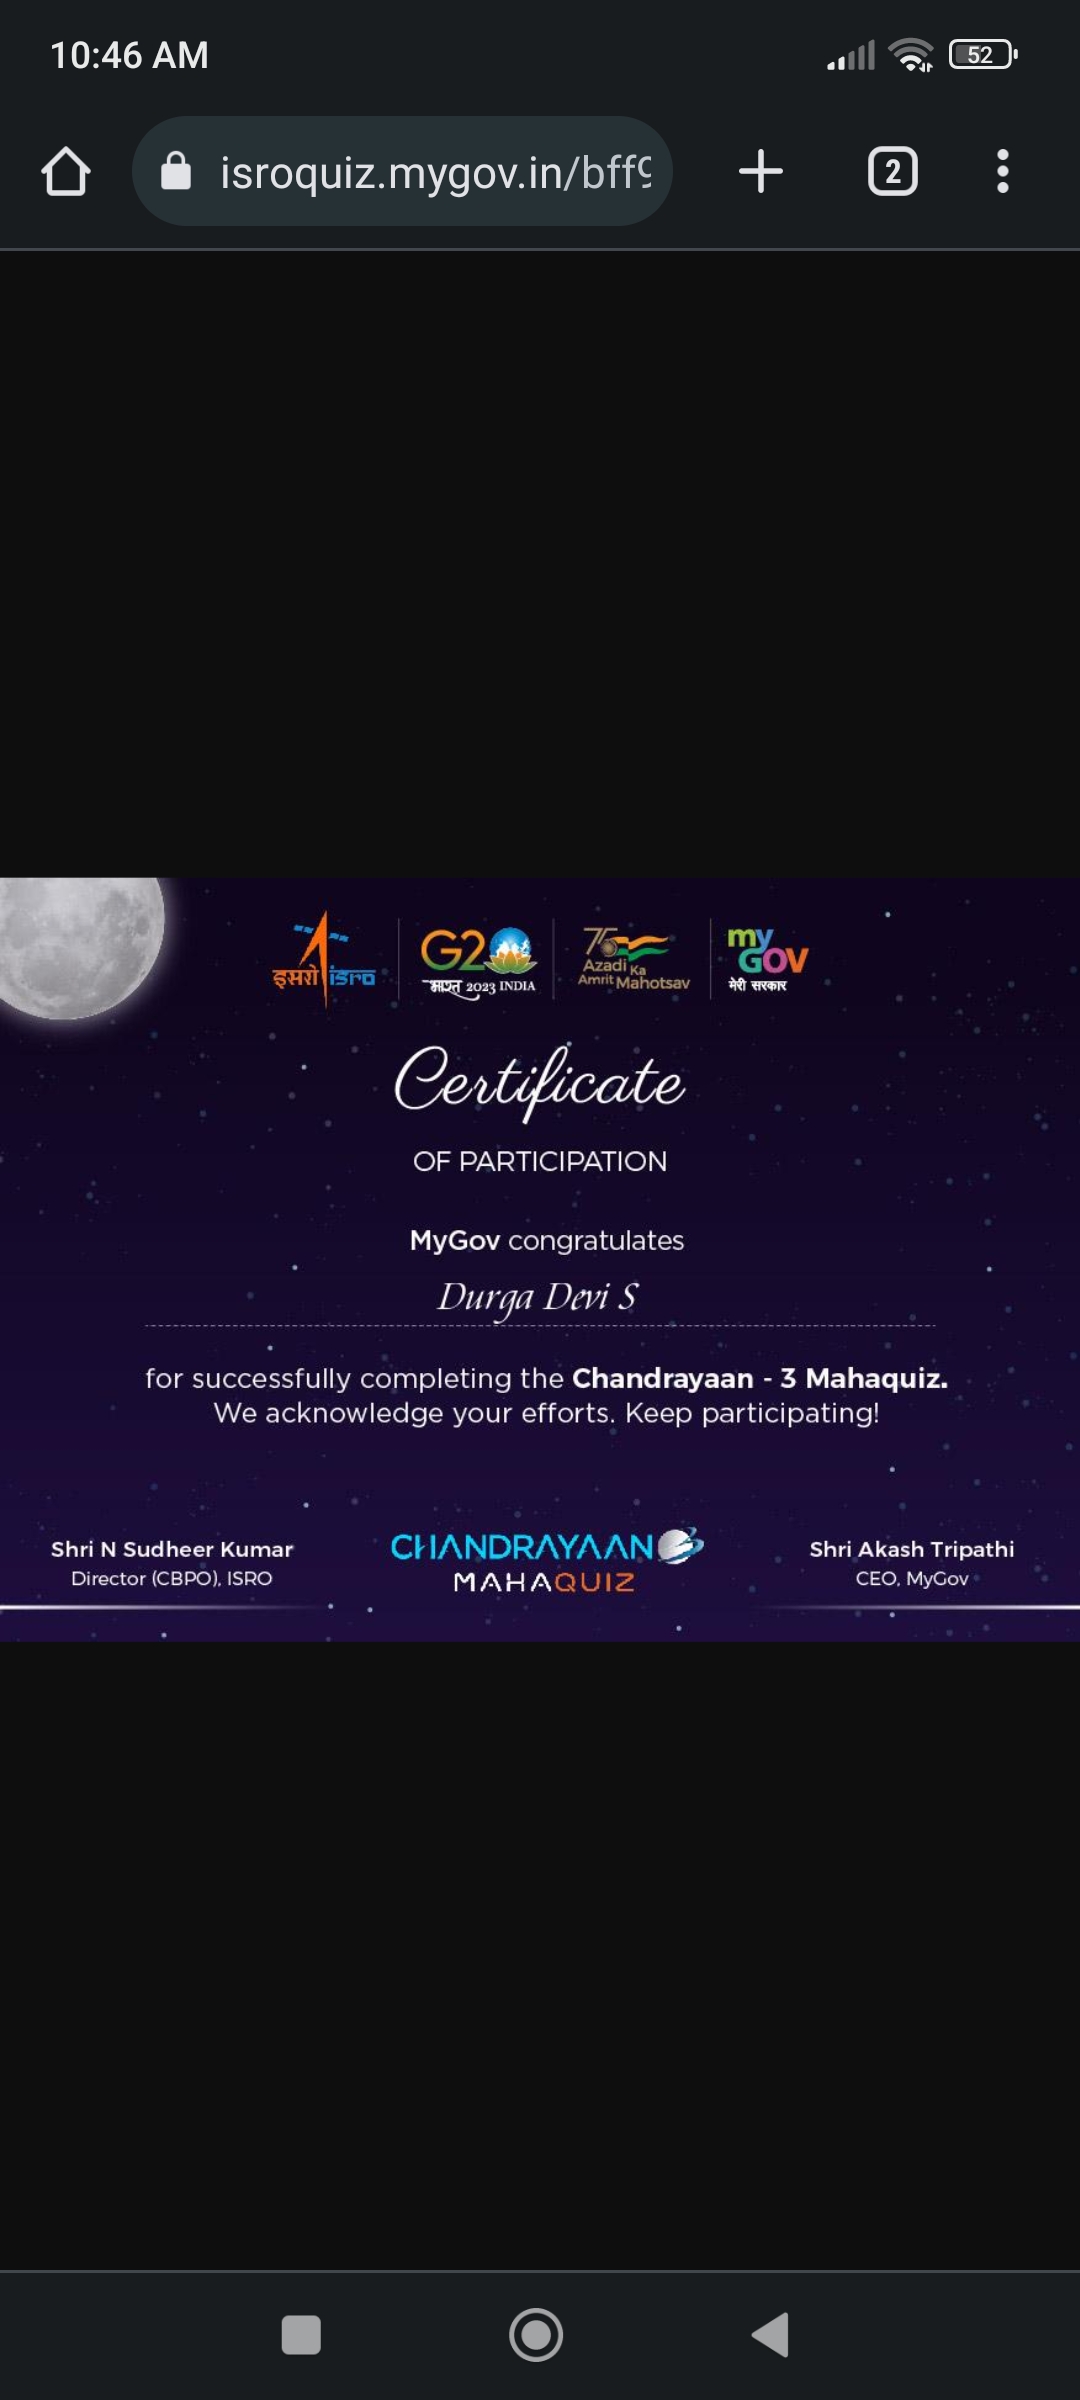 10:46 AM
52
isroquiz.mygov.in/bff9
2
इसरो isro
G20
भारत 2023 INDIA
75
Azadi Ka
Amrit Mahotsav
my
GOV
मेरी सरकार
Certificate
OF PARTICIPATION
MyGov congratulates
Durga Devi S
for successfully completing the Chandrayaan - 3 Mahaquiz.
We acknowledge your efforts. Keep participating!
Shri N Sudheer Kumar
Director (CBPO), ISRO
CHANDRAYAAN
MAHAQUIZ
Shri Akash Tripathi
CEO, MyGov